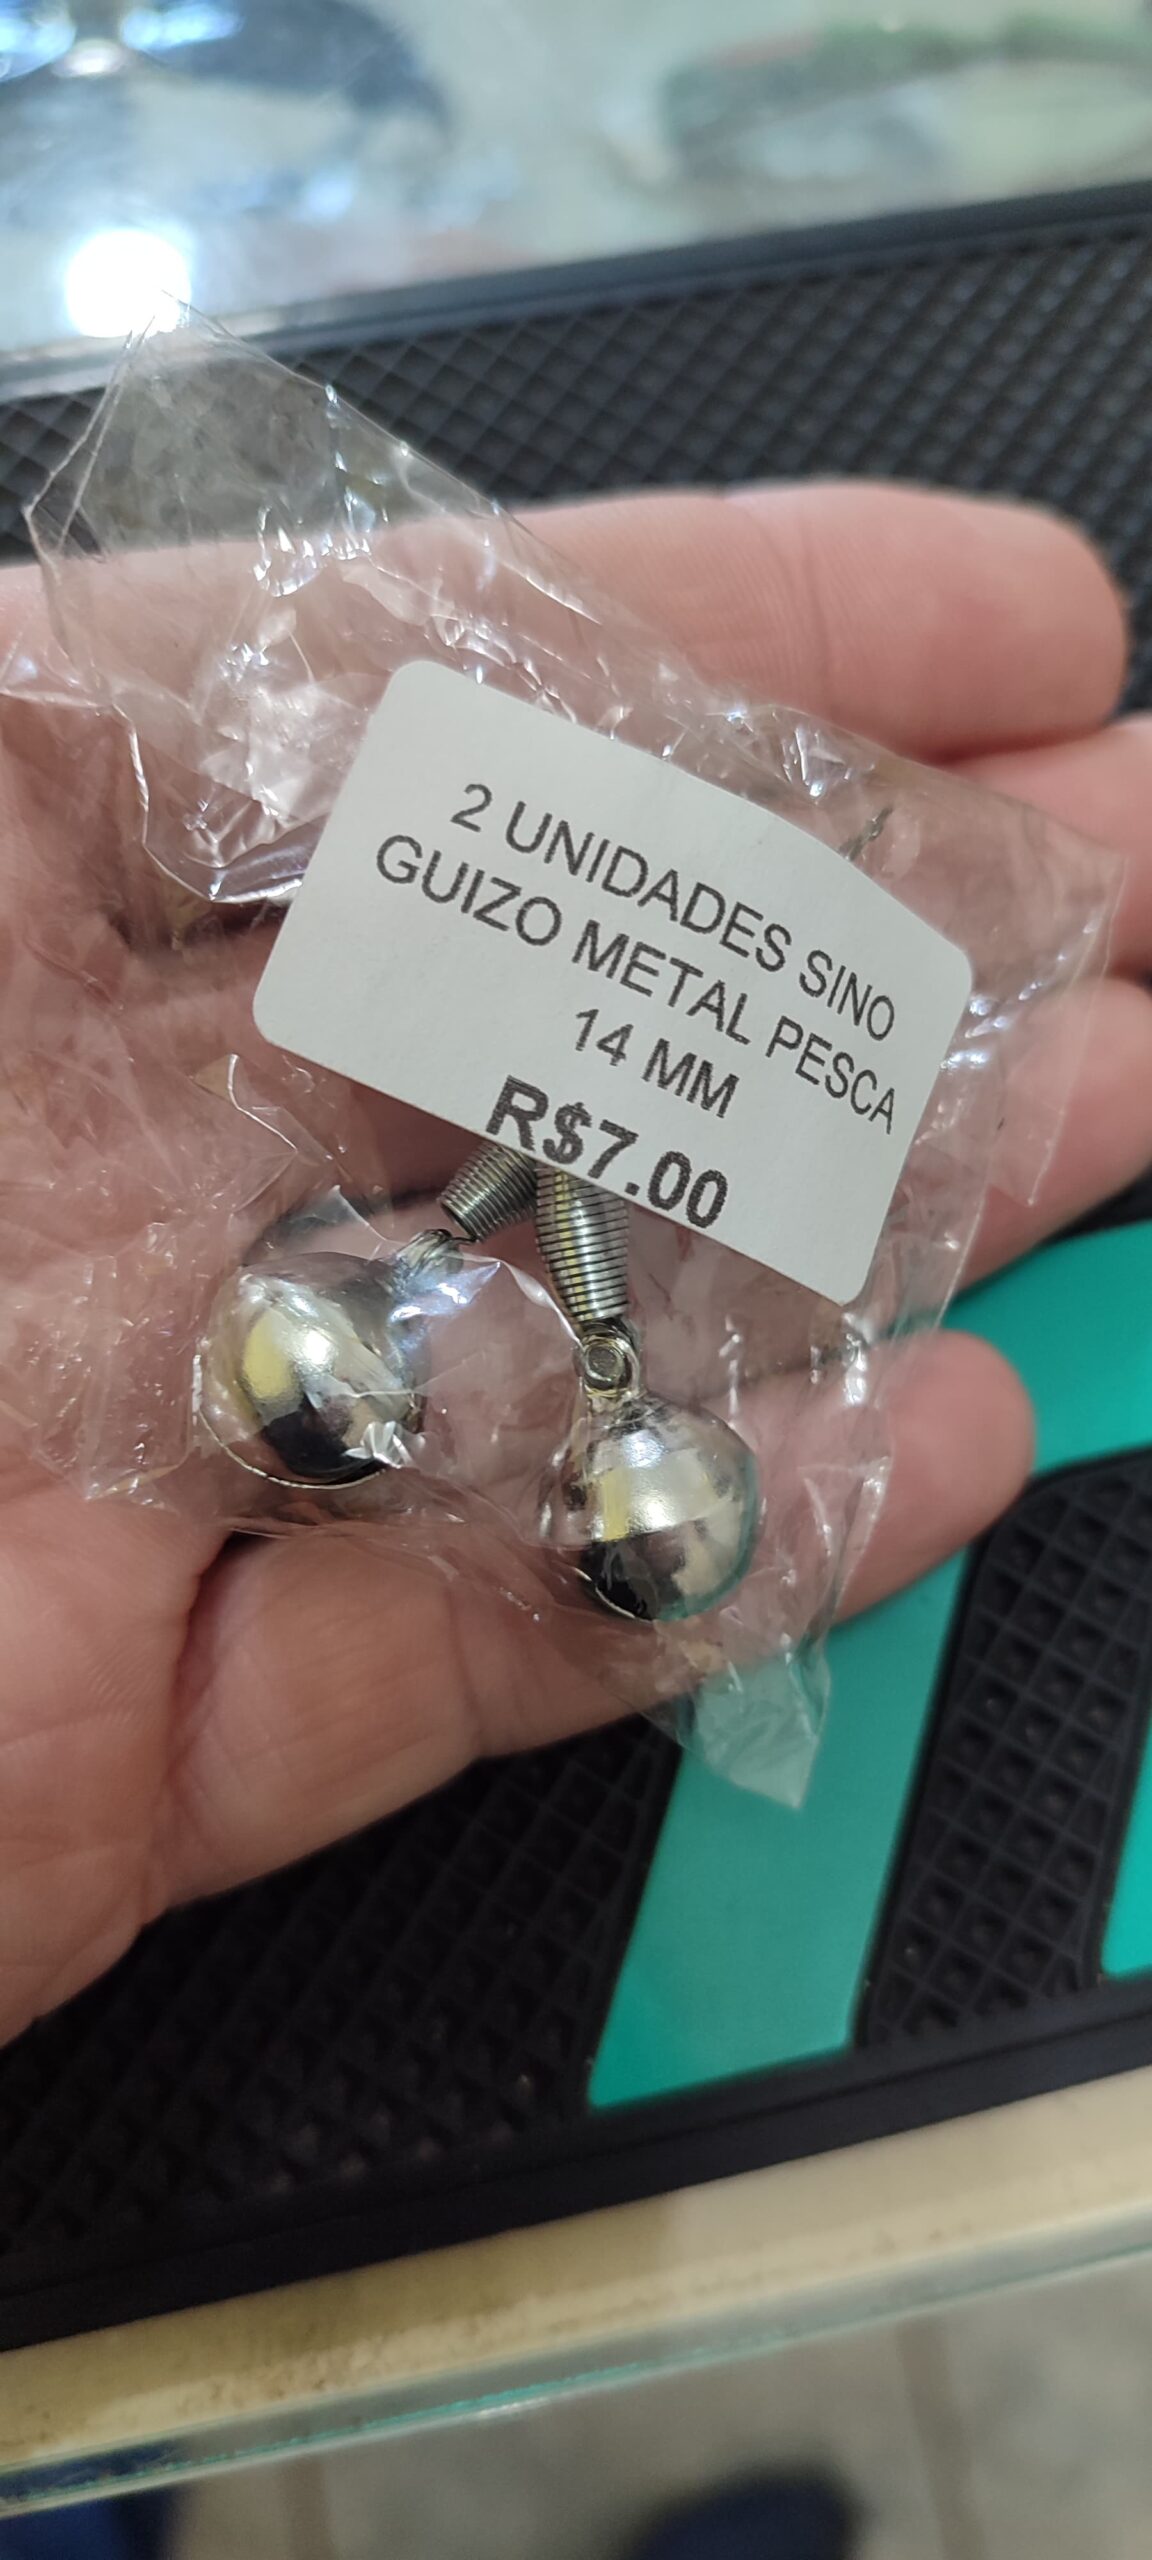 2 UNIDADES SINO
GUIZO METAL PESCA
14 MM
R$7.00